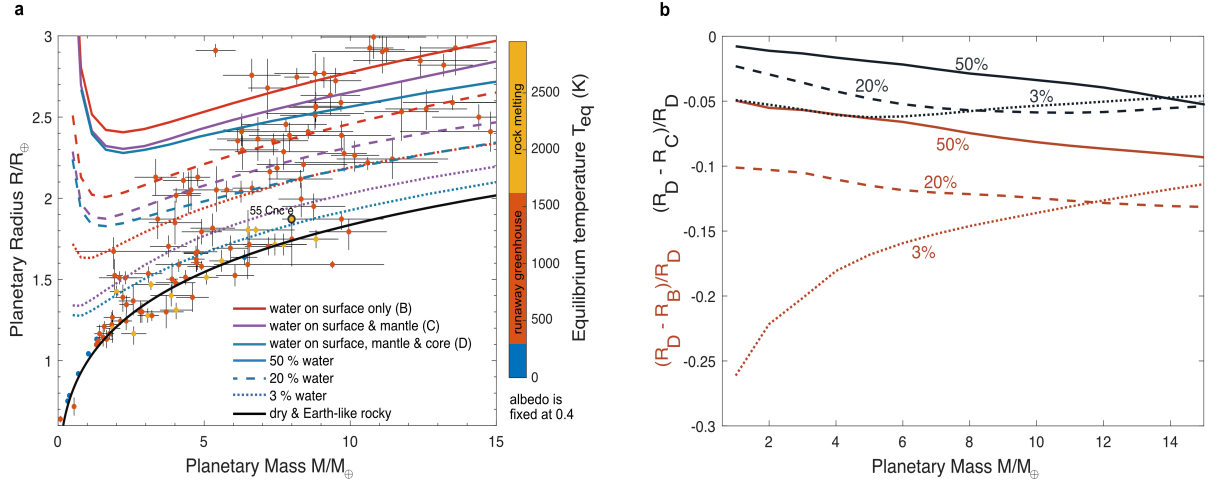 a
Planetary Radius R/R⊕
3
2.5
2
1.5
1
0
5
10
15
Planetary Mass M/M⊕
55 Cnc e
water on surface only (B)
water on surface & mantle (C)
water on surface, mantle & core (D)
50 % water
20 % water
3 % water
dry & Earth-like rocky
rock melting
runaway greenhouse
2500
2000
1500
1000
500
0
Equilibrium temperature Teq (K)
albedo is
fixed at 0.4
b
(RD - RC)/RD
(RD - RB)/RD
0
-0.05
-0.1
-0.15
-0.2
-0.25
-0.3
50%
20%
3%
50%
20%
3%
2
4
6
8
10
12
14
Planetary Mass M/M⊕